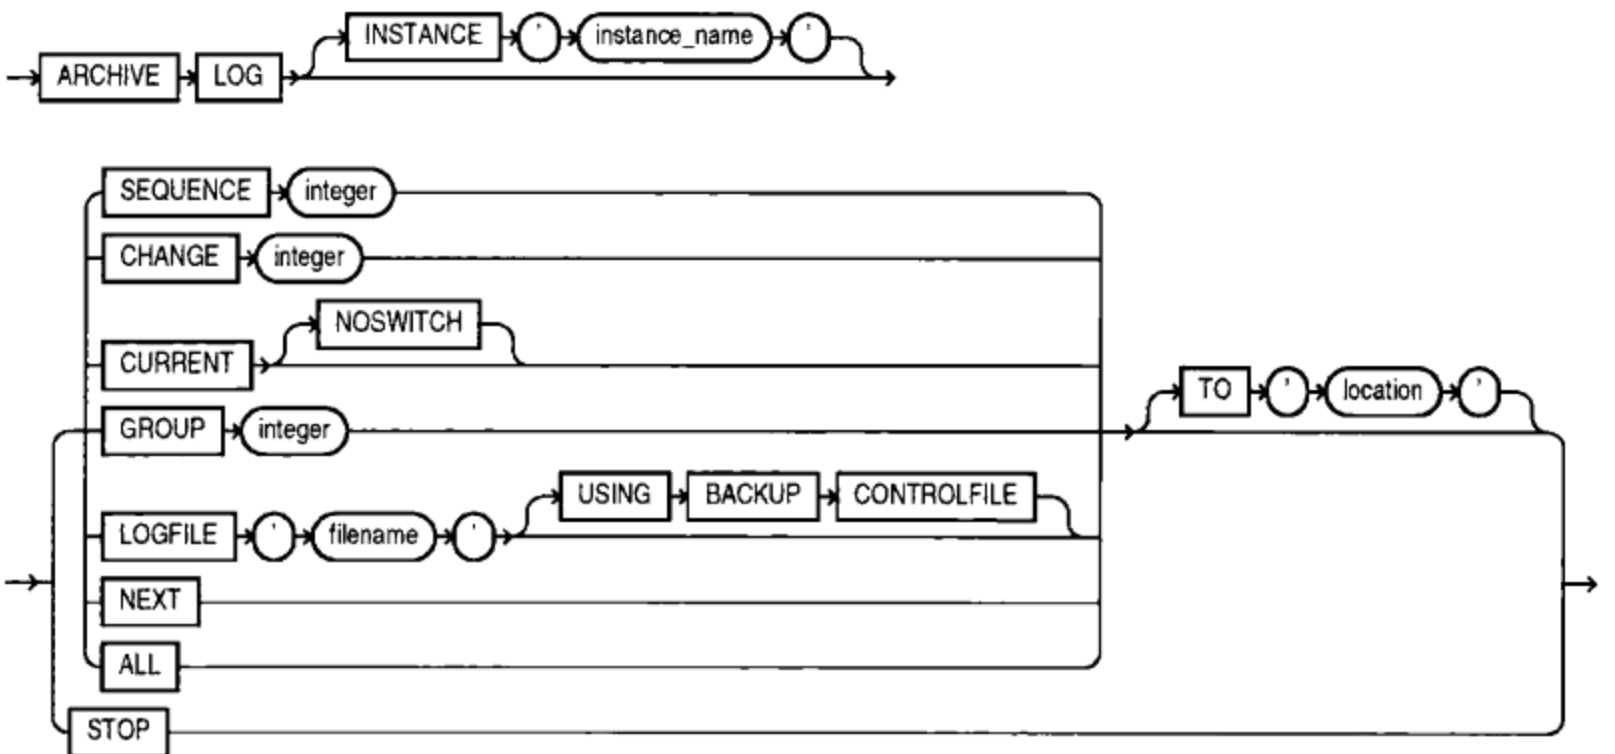 INSTANCE ' instance_name '
ARCHIVE LOG
SEQUENCE integer
CHANGE integer
NOSWITCH
CURRENT
TO ' location '
GROUP integer
USING BACKUP CONTROLFILE
LOGFILE ' filename '
NEXT
ALL
STOP